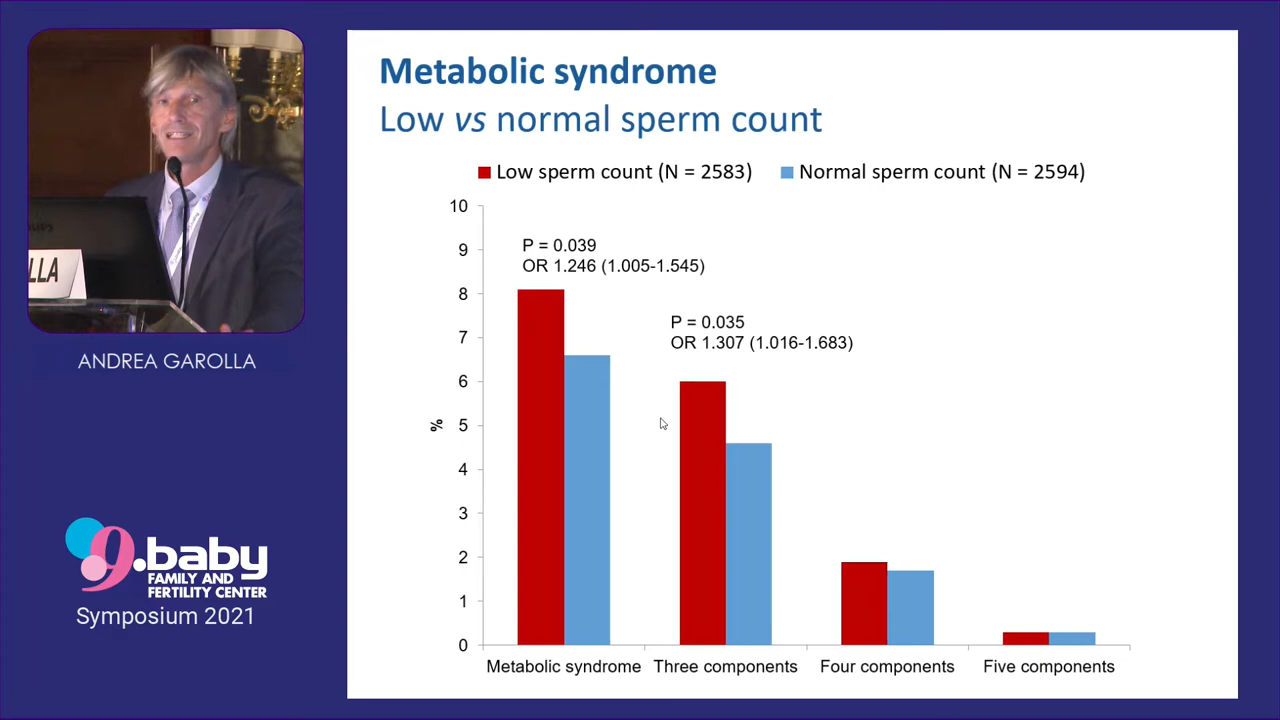 Metabolic syndrome
Low vs normal sperm count
Low sperm count (N = 2583)
Normal sperm count (N = 2594)
10
9
8
7
6
5
4
3
2
1
0
%
P = 0.039
OR 1.246 (1.005-1.545)
P = 0.035
OR 1.307 (1.016-1.683)
Metabolic syndrome
Three components
Four components
Five components
LLA
ANDREA GAROLLA
9.baby
FAMILY AND
FERTILITY CENTER
Symposium 2021